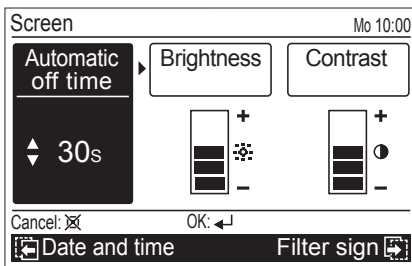 Screen Mo 10:00
Automatic off time
Brightness
Contrast
30s
+ +
– –
Cancel: OK:
Date and time Filter sign